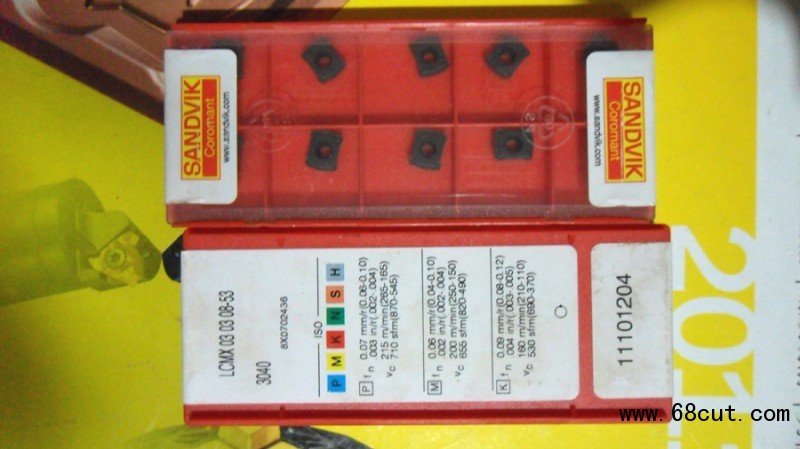 SANDVIK
Coromant
www.sandvik.com
SANDVIK
Coromant
www.sandvik.com
LCMX 03 03 08-53
3040
8X0702436
ISO
P M K N S H
P fn 0.07 mm/r(0.06-0.10)
.003 in/r(.002-.004)
vc 215 m/min(265-165)
710 sfm(870-545)
M fn 0.06 mm/r(0.04-0.10)
.002 in/r(.002-.004)
vc 200 m/min(250-150)
655 sfm(820-490)
K fn 0.09 mm/r(0.08-0.12)
.004 in/r(.003-.005)
vc 160 m/min(210-110)
530 sfm(690-370)
11101204
201
www.68cut.com